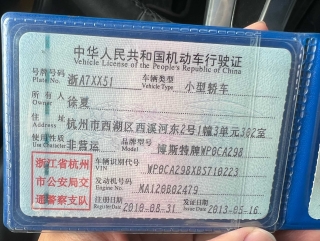 中华人民共和国机动车行驶证
Vehicle License of the People's Republic of China
号牌号码 浙A7XX51 车辆类型 小型轿车
Plate No. Vehicle Type
所有人 徐夏
Owner
住址 杭州市西湖区西溪河东2号1幢3单元382室
Address
使用性质 非营运 品牌型号 博斯特牌WP0CA298
Use Character Model
浙江省杭州 车辆识别代号 WP0CA298XBS710223
VIN
市公安局交 发动机号码 MA120802479
Engine No.
通警察支队 注册日期 2010-08-31 发证日期 2013-05-16
Register Date Issue Date